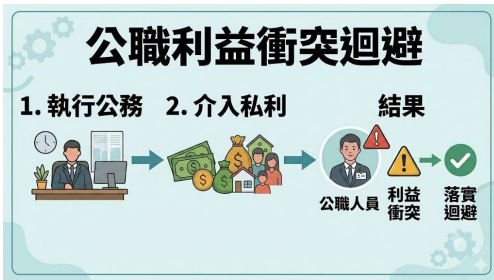 公職利益衝突迴避
1. 執行公務
2. 介入私利
結果
公職人員
利益
衝突
落實
迴避